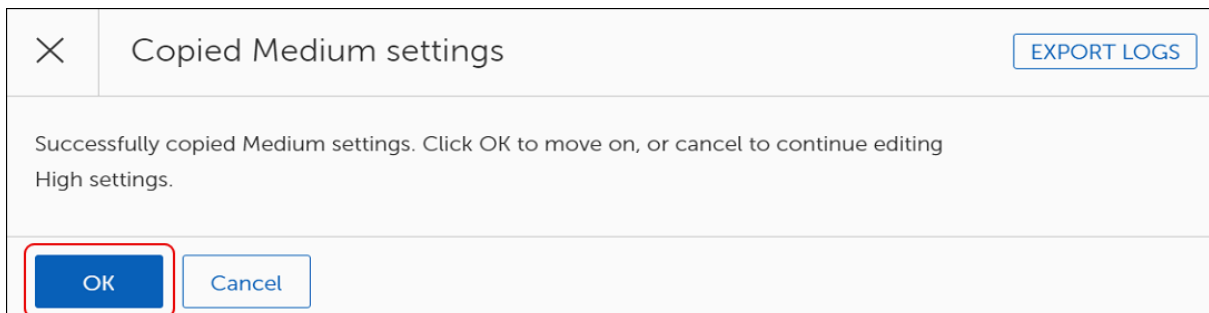 Copied Medium settings
EXPORT LOGS
Successfully copied Medium settings. Click OK to move on, or cancel to continue editing
High settings.
OK
Cancel